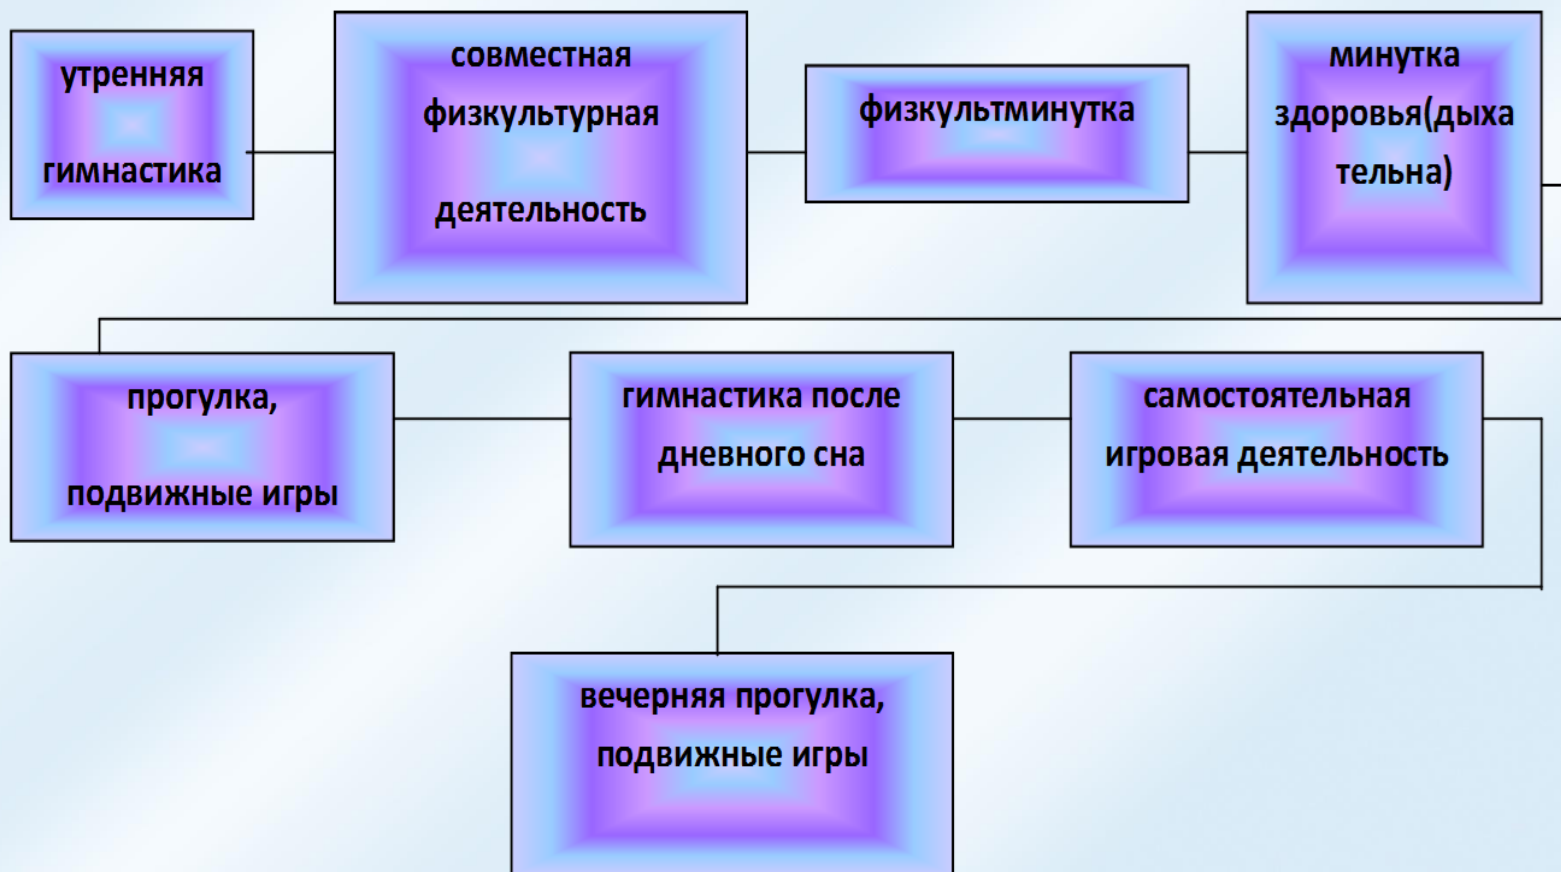 утренняя
гимнастика
совместная
физкультурная
деятельность
физкультминутка
минутка
здоровья(дыха
тельна)
прогулка,
подвижные игры
гимнастика после
дневного сна
самостоятельная
игровая деятельность
вечерняя прогулка,
подвижные игры